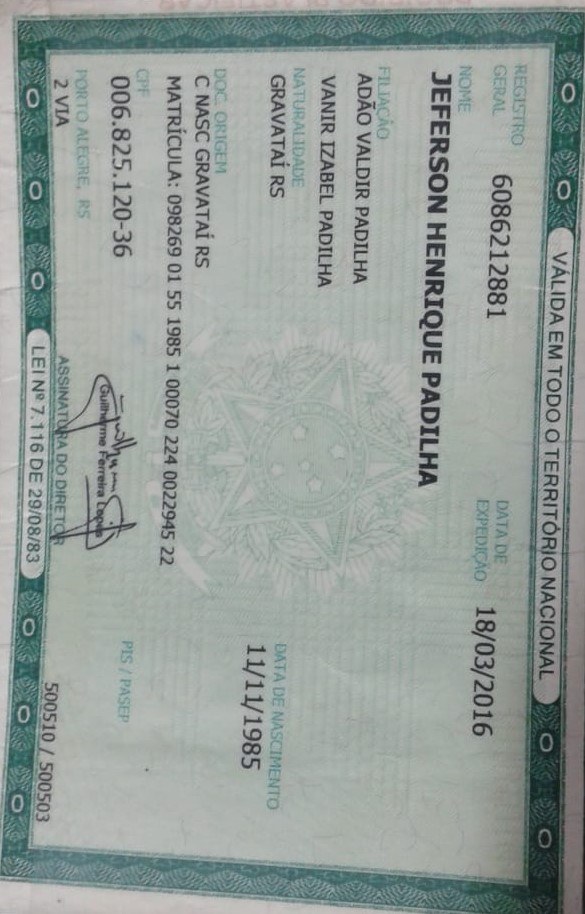 VÁLIDA EM TODO O TERRITÓRIO NACIONAL
REGISTRO GERAL 6086212881 DATA DE EXPEDIÇÃO 18/03/2016
NOME
JEFERSON HENRIQUE PADILHA
FILIAÇÃO
ADÃO VALDIR PADILHA
VANIR IZABEL PADILHA
NATURALIDADE DATA DE NASCIMENTO
GRAVATAÍ RS 11/11/1985
DOC. ORIGEM
C NASC GRAVATAÍ RS
MATRÍCULA: 098269 01 55 1985 1 00070 224 0022945 22
CPF PIS / PASEP
006.825.120-36
Guilherme Ferreira Lopes
PORTO ALEGRE, RS
2 VIA ASSINATURA DO DIRETOR 500510 / 500503
LEI Nº 7.116 DE 29/08/83